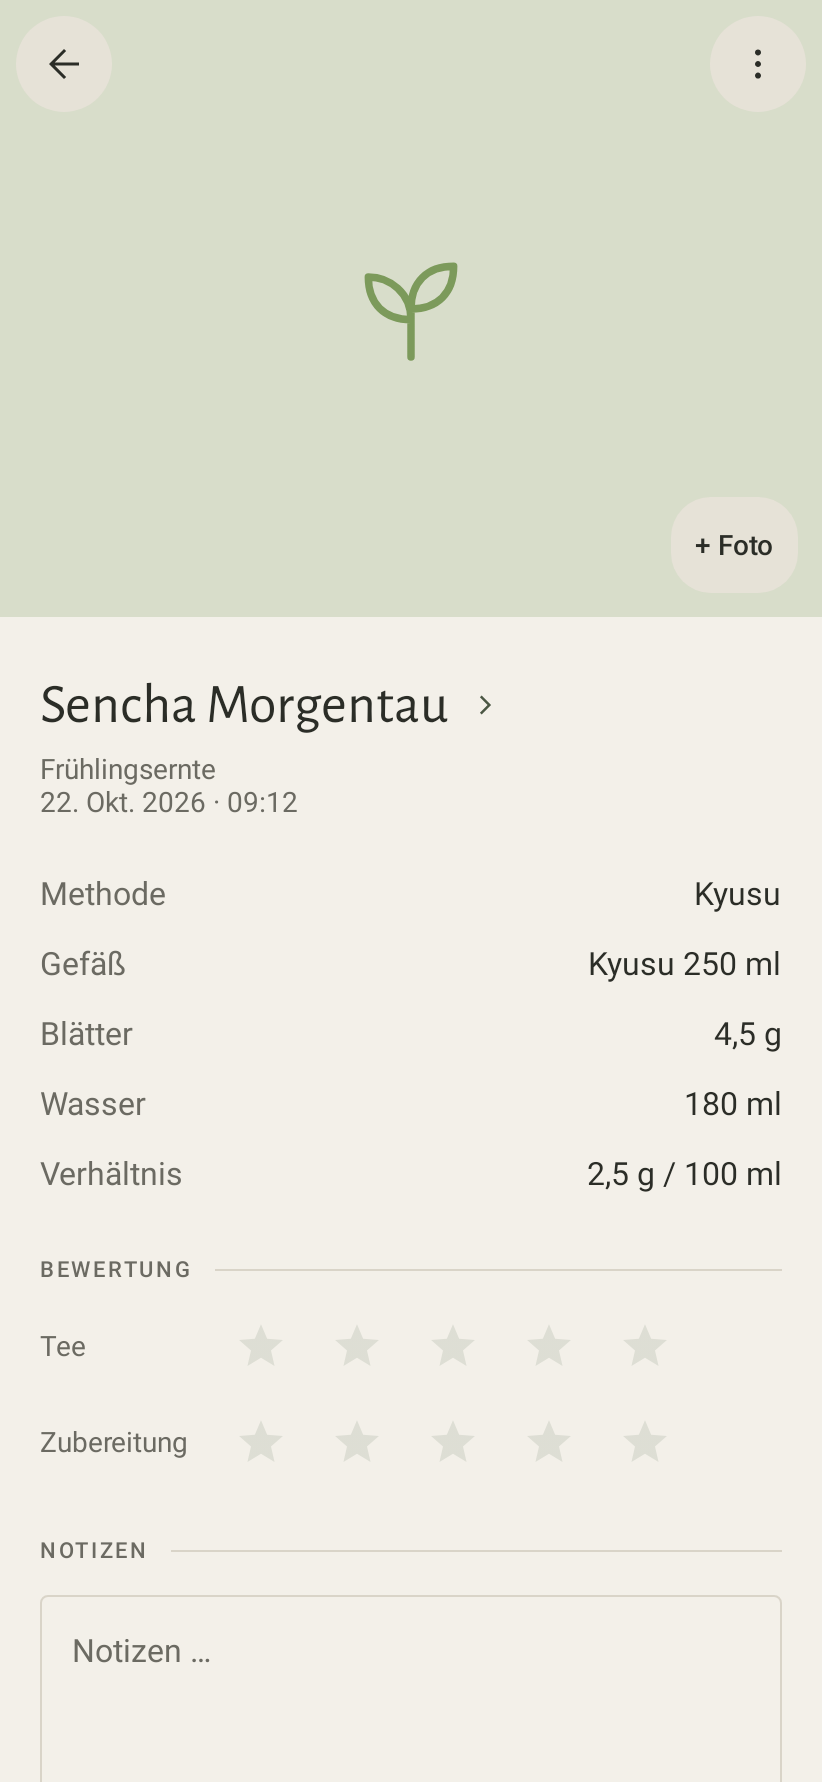 + Foto
Sencha Morgentau
Frühlingsernte
22. Okt. 2026 · 09:12
Methode Kyusu
Gefäß Kyusu 250 ml
Blätter 4,5 g
Wasser 180 ml
Verhältnis 2,5 g / 100 ml
BEWERTUNG
Tee
Zubereitung
NOTIZEN
Notizen …